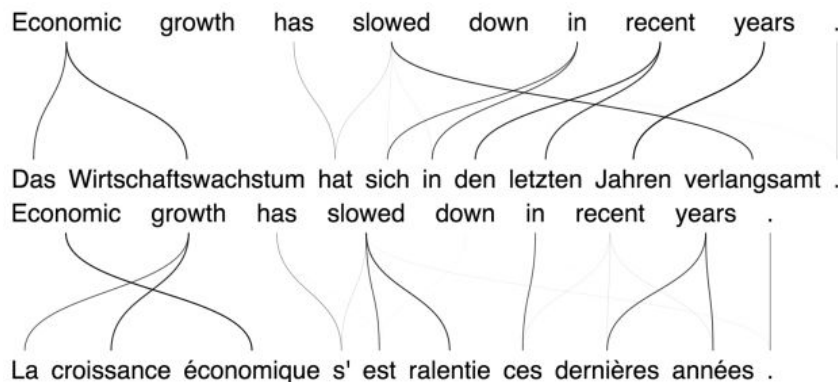 Economic growth has slowed down in recent years .
Das Wirtschaftswachstum hat sich in den letzten Jahren verlangsamt .
Economic growth has slowed down in recent years .
La croissance économique s' est ralentie ces dernières années .